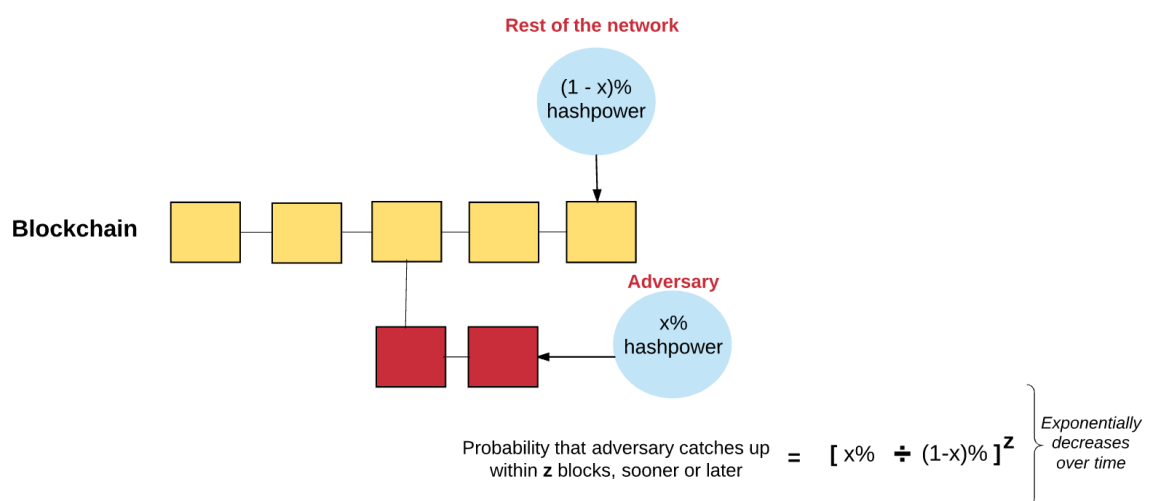 Rest of the network
(1 - x)%
hashpower
Blockchain
Adversary
x%
hashpower
Probability that adversary catches up
within z blocks, sooner or later
= [ x% ÷ (1-x)% ]^z
Exponentially
decreases
over time